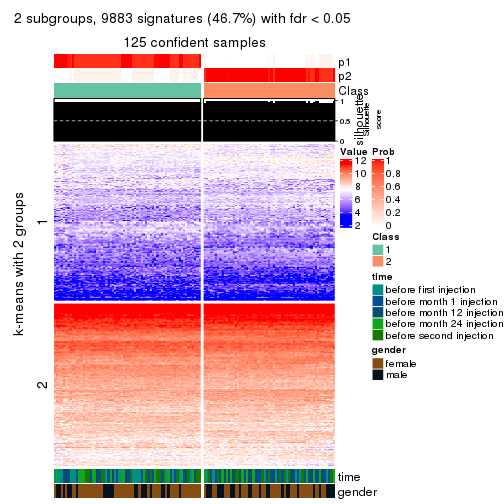 2 subgroups, 9883 signatures (46.7%) with fdr < 0.05
125 confident samples
p1
p2
Class
silhouette
1
0.5
0
Silhouette
score
k-means with 2 groups
1
2
time
gender
Value
12
10
8
6
4
2
Prob
1
0.8
0.6
0.4
0.2
0
Class
1
2
time
before first injection
before month 1 injection
before month 12 injection
before month 24 injection
before second injection
gender
female
male